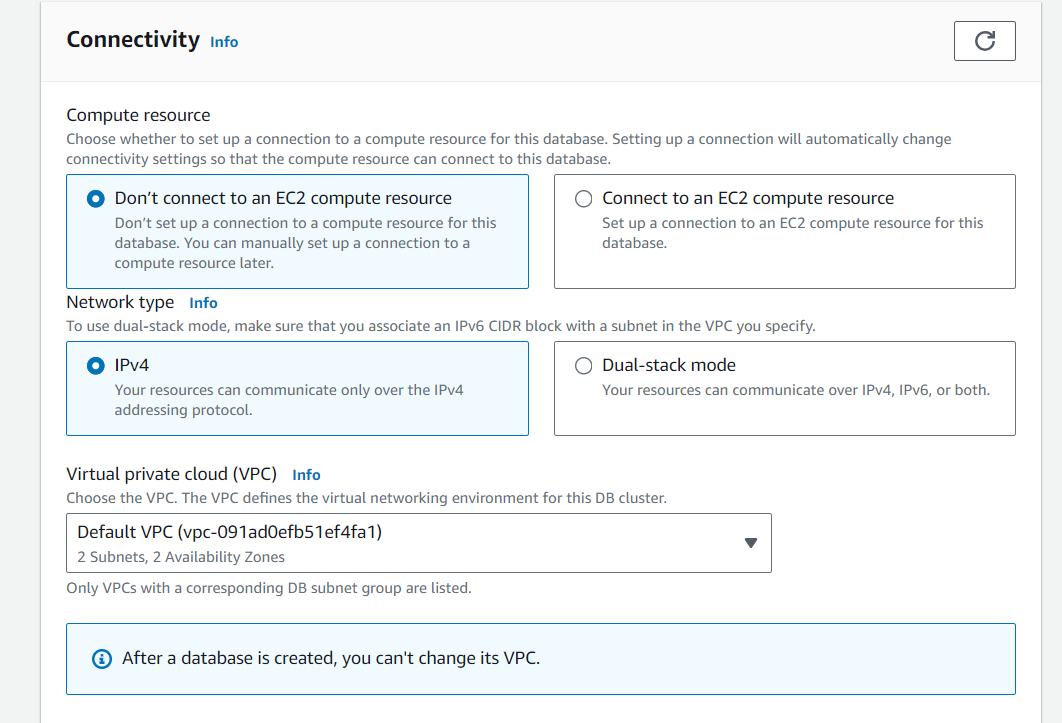 Connectivity Info
Compute resource
Choose whether to set up a connection to a compute resource for this database. Setting up a connection will automatically change
connectivity settings so that the compute resource can connect to this database.
Don’t connect to an EC2 compute resource
Don’t set up a connection to a compute resource for this
database. You can manually set up a connection to a
compute resource later.
Connect to an EC2 compute resource
Set up a connection to an EC2 compute resource for this
database.
Network type Info
To use dual-stack mode, make sure that you associate an IPv6 CIDR block with a subnet in the VPC you specify.
IPv4
Your resources can communicate only over the IPv4
addressing protocol.
Dual-stack mode
Your resources can communicate over IPv4, IPv6, or both.
Virtual private cloud (VPC) Info
Choose the VPC. The VPC defines the virtual networking environment for this DB cluster.
Default VPC (vpc-091ad0efb51ef4fa1)
2 Subnets, 2 Availability Zones
Only VPCs with a corresponding DB subnet group are listed.
After a database is created, you can't change its VPC.